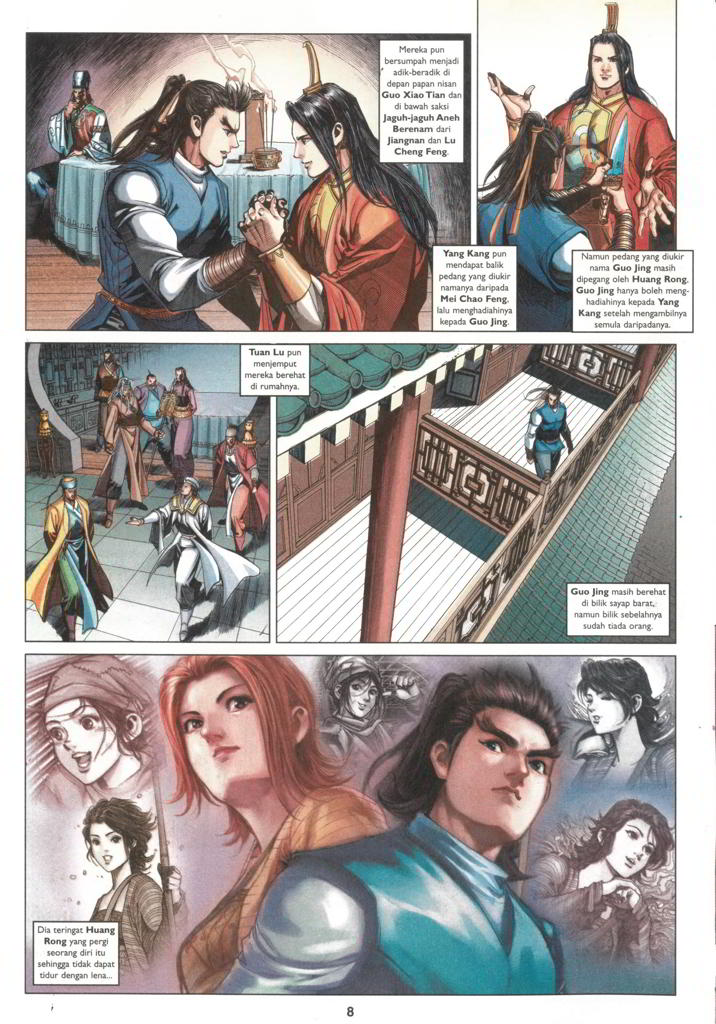 Mereka pun
bersumpah menjadi
adik-beradik di
depan papan nisan
Guo Xiao Tian dan
di bawah saksi
Jaguh-jaguh Aneh
Berenam dari
Jiangnan dan Lu
Cheng Feng.
Yang Kang pun
mendapat balik
pedang yang diukir
namanya daripada
Mei Chao Feng,
lalu menghadiahinya
kepada Guo Jing.
Namun pedang yang diukir
nama Guo Jing masih
dipegang oleh Huang Rong.
Guo Jing hanya boleh meng-
hadiahinya kepada Yang
Kang setelah mengambilnya
semula daripadanya.
Tuan Lu pun
menjemput
mereka berehat
di rumahnya.
Guo Jing masih berehat
di bilik sayap barat,
namun bilik sebelahnya
sudah tiada orang.
Dia teringat Huang
Rong yang pergi
seorang diri itu
sehingga tidak dapat
tidur dengan lena...
8